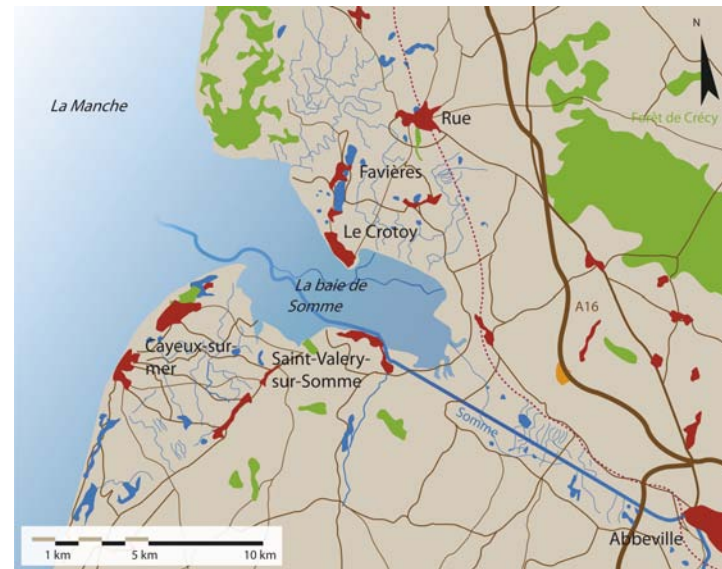 N
La Manche
Rue
Forêt de Crécy
Favières
Le Crotoy
La baie de
Somme
A16
Cayeux-sur-
mer
Saint-Valery-
sur-Somme
Somme
Abbeville
1 km
5 km
10 km